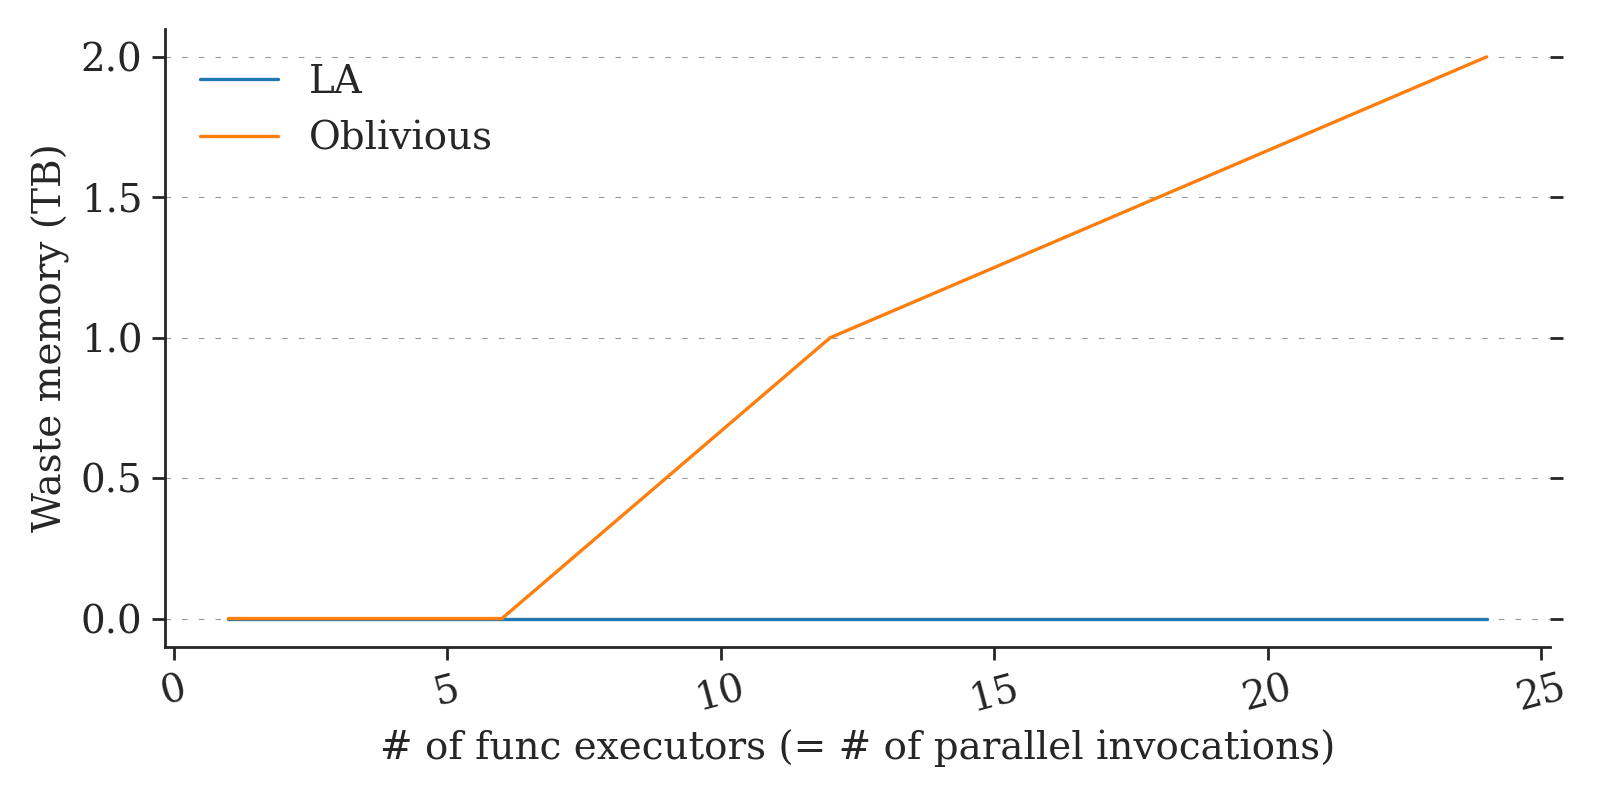 2.0
1.5
1.0
0.5
0.0
Waste memory (TB)
LA
Oblivious
0
5
10
15
20
25
# of func executors (= # of parallel invocations)